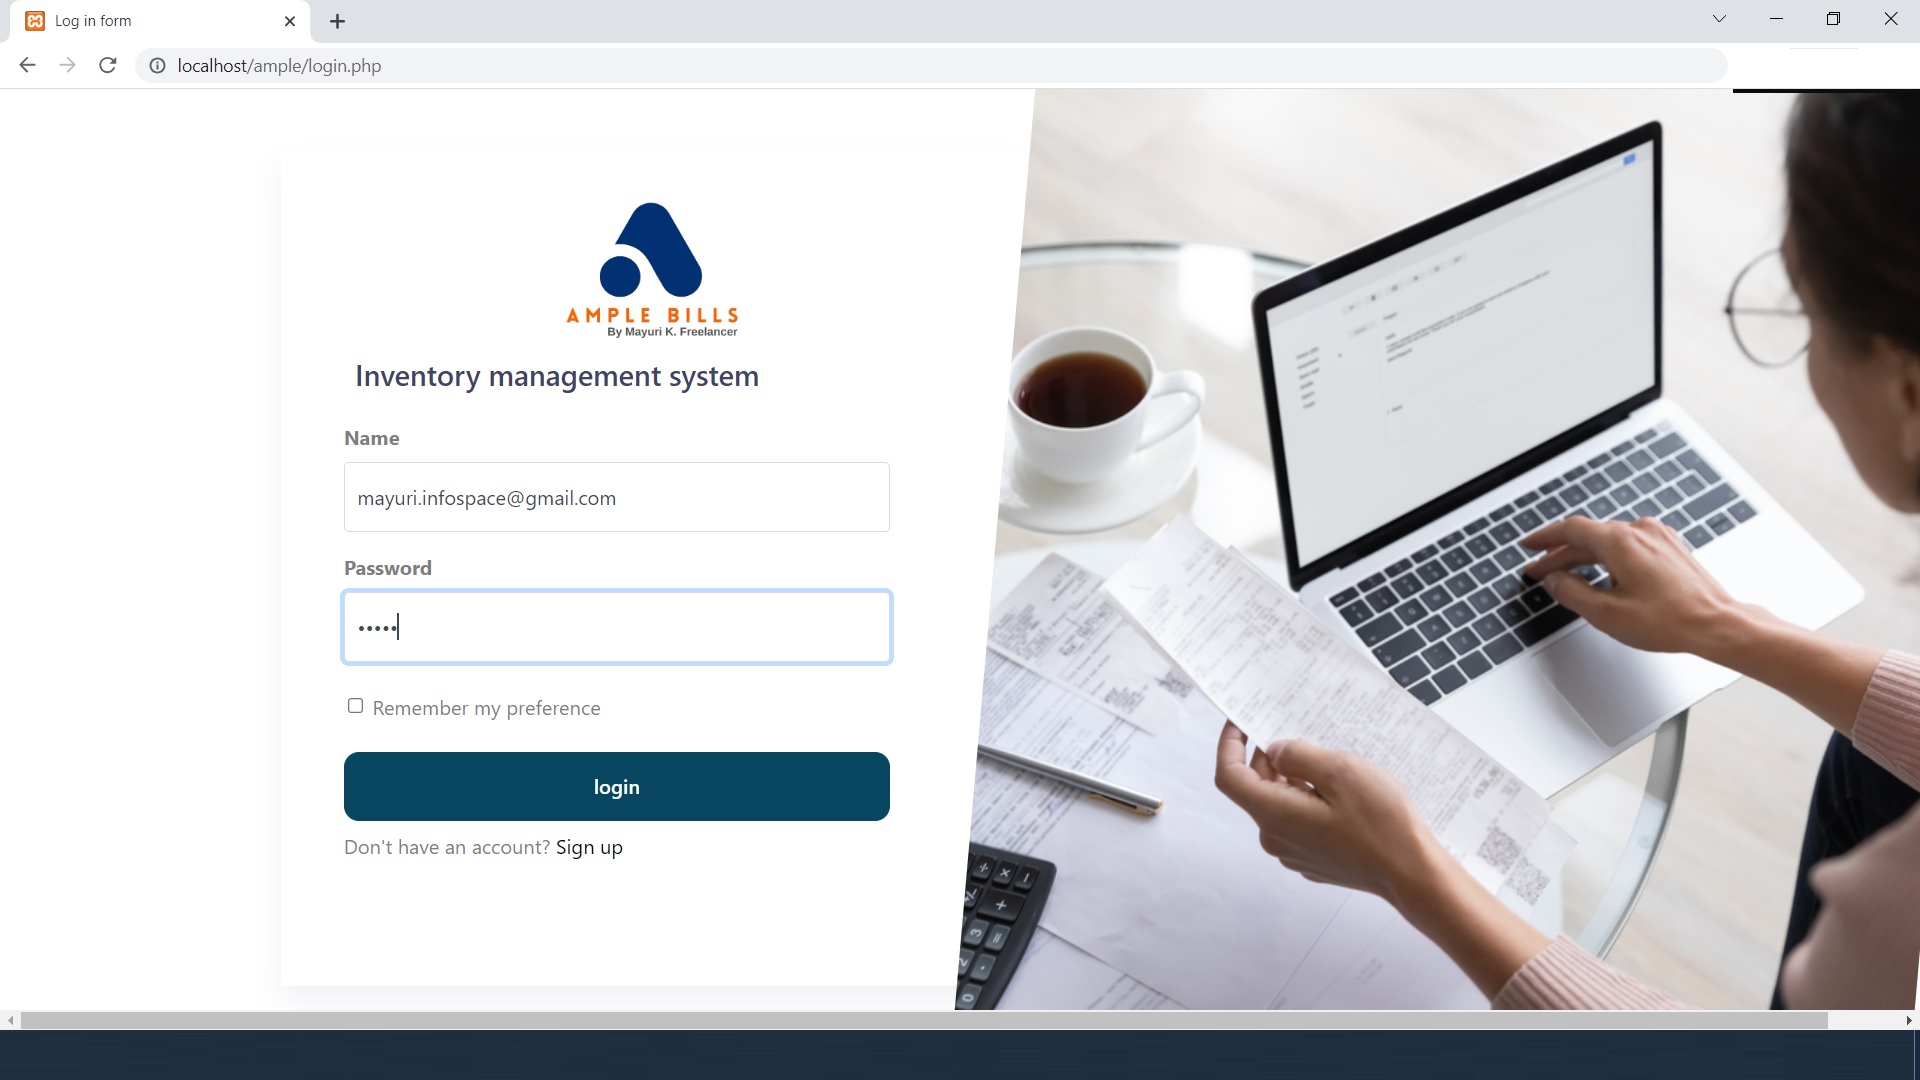 Log in form
localhost/ample/login.php
AMPLE BILLS
By Mayuri K. Freelancer
Inventory management system
Name
mayuri.infospace@gmail.com
Password
•••••
Remember my preference
login
Don't have an account? Sign up